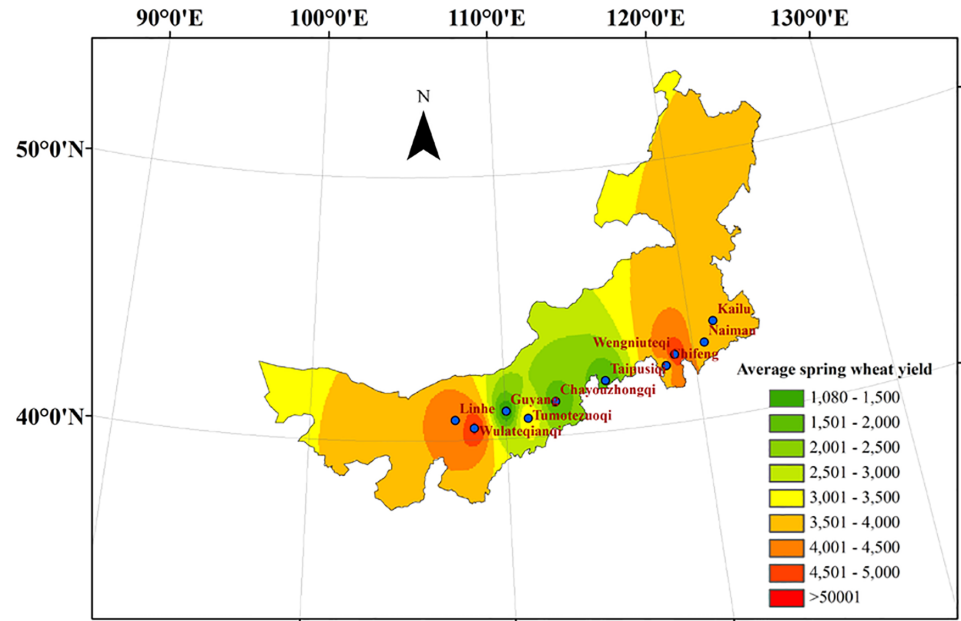 90°0'E 100°0'E 110°0'E 120°0'E 130°0'E
N
50°0'N
40°0'N
Kailu
Naiman
Wengniuteqi
Chifeng
Taipusiqi
Chayouzhongqi
Guyang
Linhe
Tumotezuoqi
Wulateqianqi
Average spring wheat yield
1,080 - 1,500
1,501 - 2,000
2,001 - 2,500
2,501 - 3,000
3,001 - 3,500
3,501 - 4,000
4,001 - 4,500
4,501 - 5,000
>50001